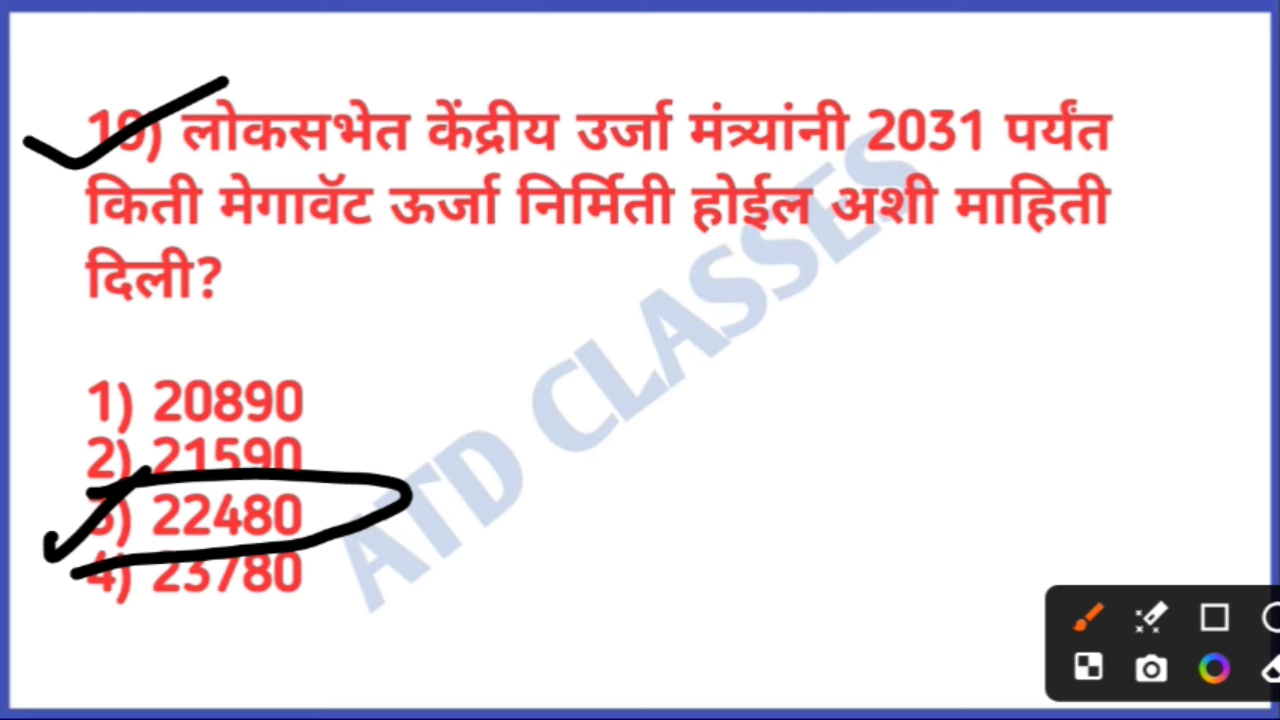 10) लोकसभेत केंद्रीय उर्जा मंत्र्यांनी 2031 पर्यंत
किती मेगावॅट ऊर्जा निर्मिती होईल अशी माहिती
दिली?
1) 20890
2) 21590
3) 22480
4) 23780
ATD CLASSES